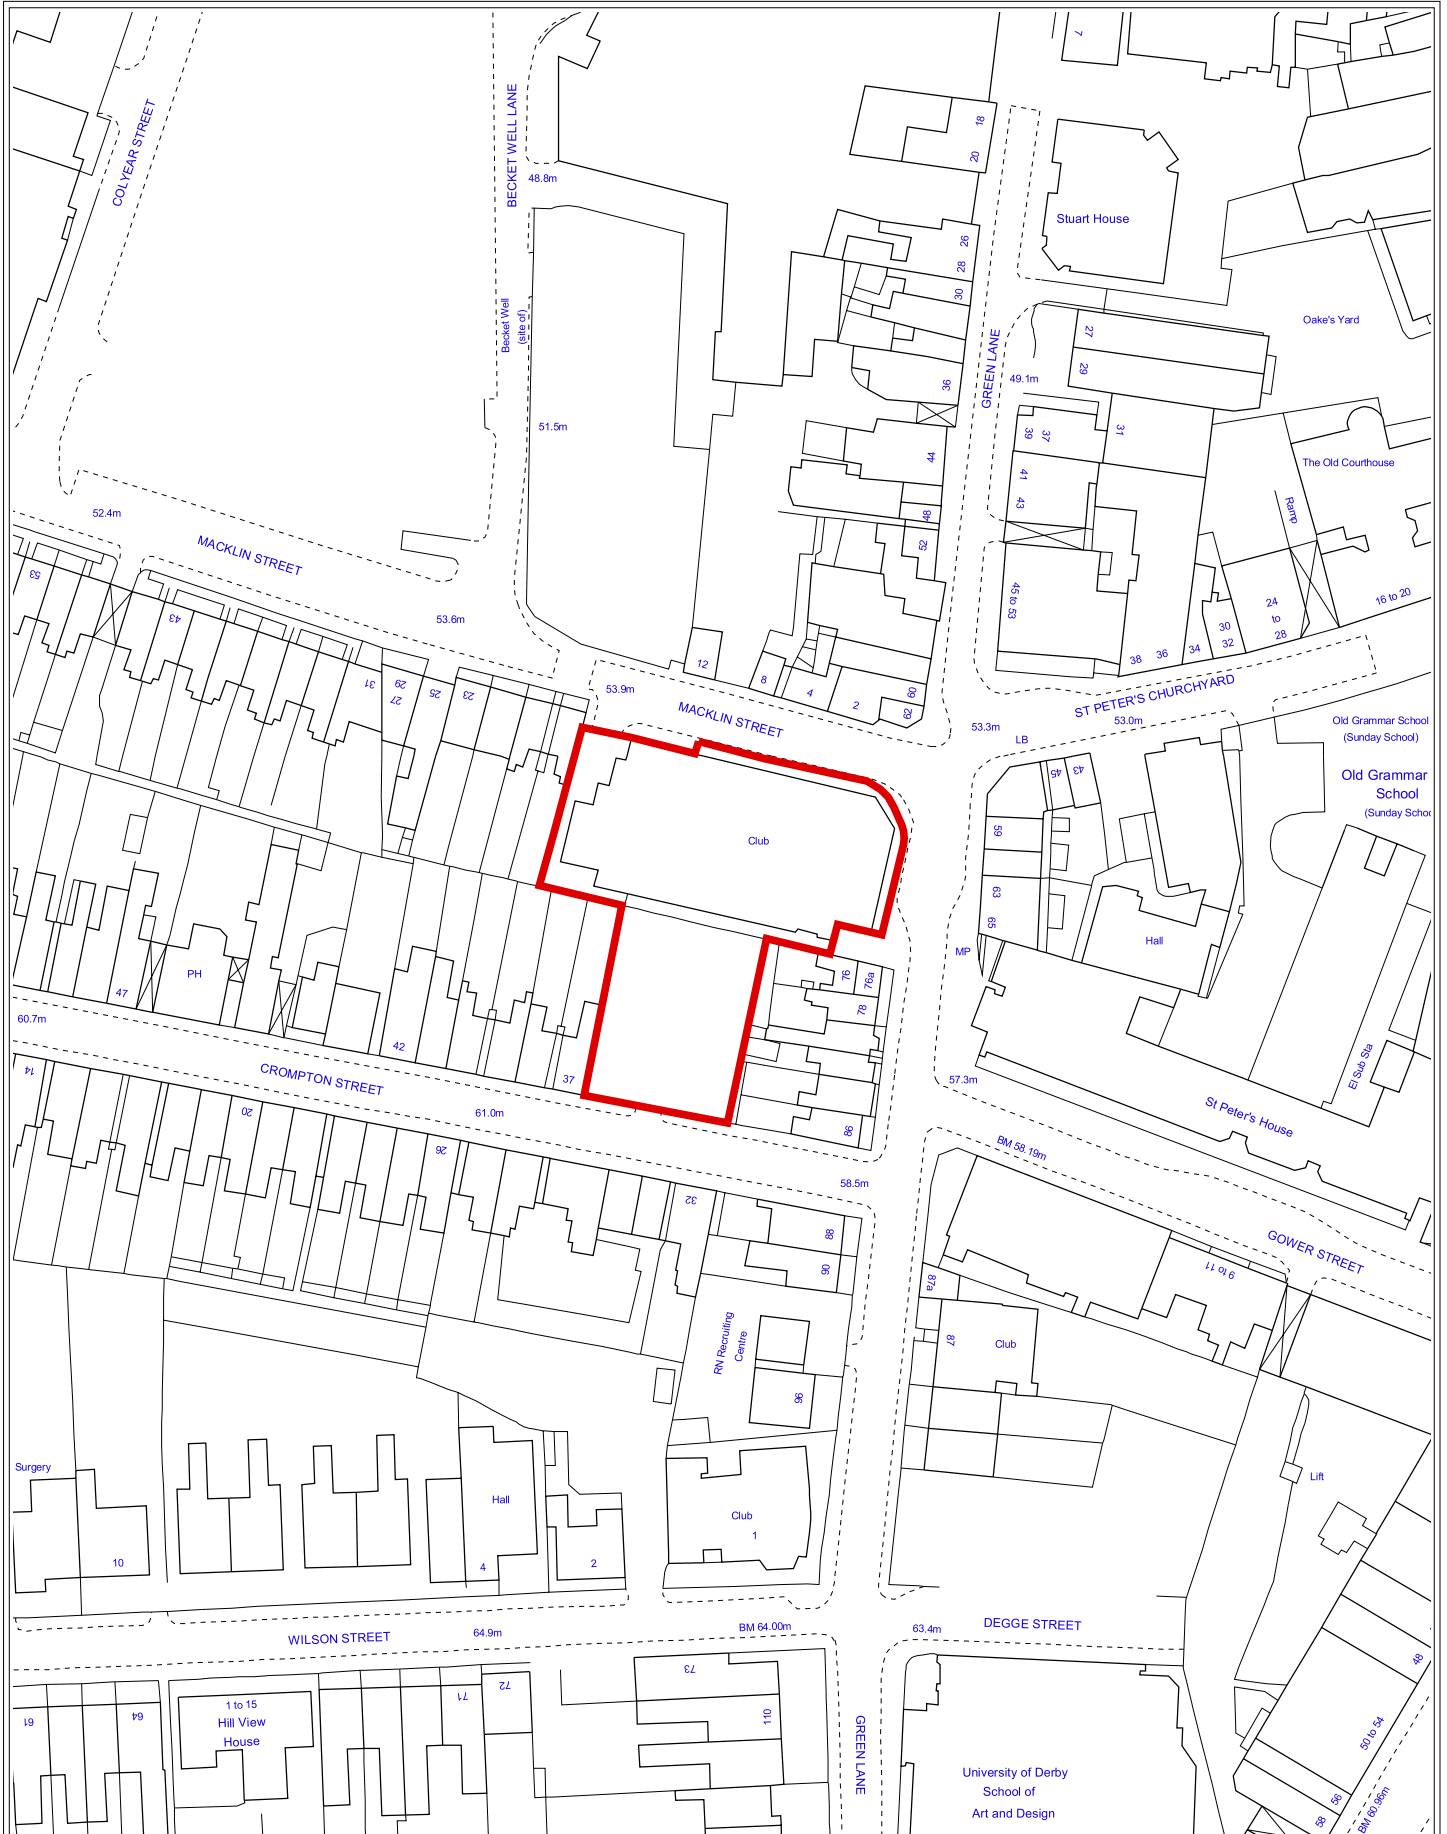 7
COLYEAR STREET
BECKET WELL LANE
18
20
48.8m
Stuart House
26
28
30
Becket Well
(site of)
Oake's Yard
27
29
GREEN LANE
49.1m
36
51.5m
39
37
31
44
The Old Courthouse
41
43
Ramp
48
52
52.4m
MACKLIN STREET
53
43
53.6m
45 to 53
24
to
28
16 to 20
30
32
34
36
38
12
8
4
2
60
62
31
29
27
25
23
53.9m
MACKLIN STREET
ST PETER'S CHURCHYARD
53.3m
53.0m
LB
Old Grammar School
(Sunday School)
45
43
Old Grammar
School
(Sunday Schoo
59
Club
63
65
Hall
MP
PH
47
76
76a
78
60.7m
42
37
14
CROMPTON STREET
61.0m
20
26
57.3m
El Sub Sta
St Peter's House
86
BM 58.19m
58.5m
32
88
90
GOWER STREET
9 to 11
87a
87
Club
RN Recruiting
Centre
96
Surgery
Lift
Hall
Club
1
10
4
2
WILSON STREET
64.9m
BM 64.00m
63.4m
DEGGE STREET
48
61
64
1 to 15
Hill View
House
71
72
73
110
GREEN LANE
50 to 54
University of Derby
School of
Art and Design
56
58
BM 60.96m